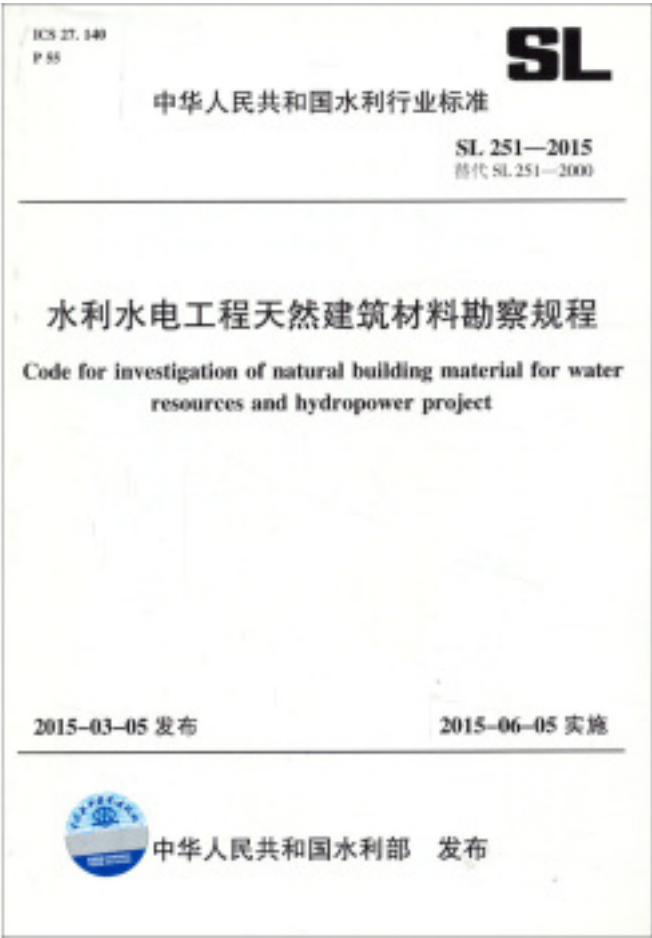 ICS 27.140
P 55
SL
中华人民共和国水利行业标准
SL 251—2015
替代 SL 251—2000
水利水电工程天然建筑材料勘察规程
Code for investigation of natural building material for water
resources and hydropower project
2015-03-05 发布
2015-06-05 实施
中华人民共和国水利部 发布